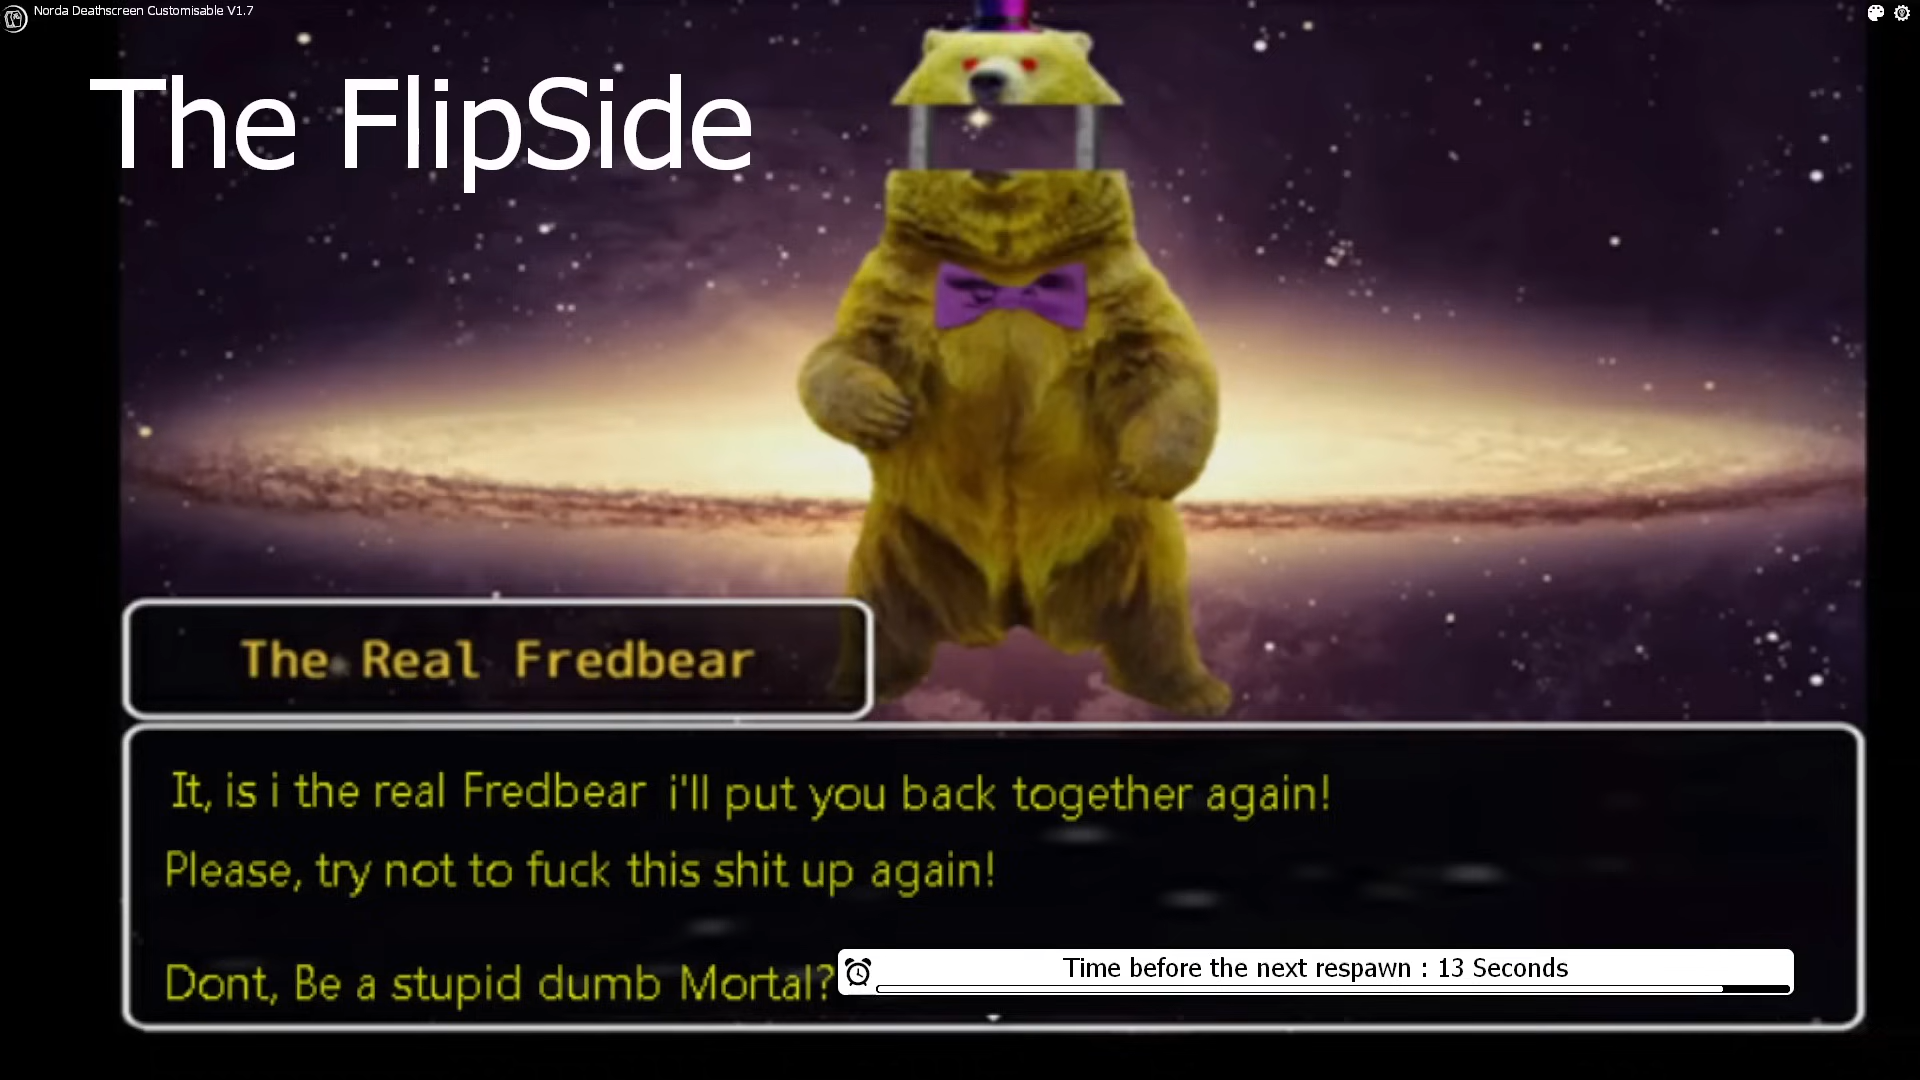 Norda Deathscreen Customisable V1.7
The FlipSide
The Real Fredbear
It, is i the real Fredbear i'll put you back together again!
Please, try not to fuck this shit up again!
Dont, Be a stupid dumb Mortal?
Time before the next respawn : 13 Seconds